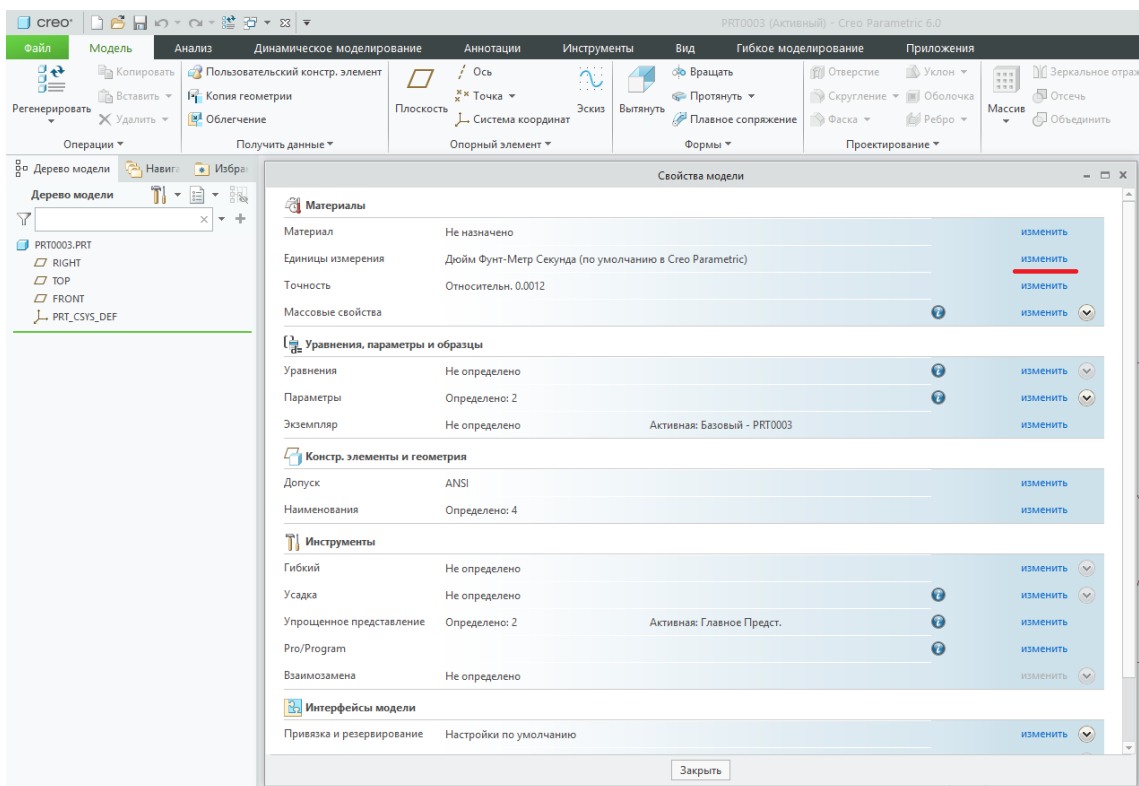 creo° PRT0003 (Активный) - Creo Parametric 6.0
Файл Модель Анализ Динамическое моделирование Аннотации Инструменты Вид Гибкое моделирование Приложения
Копировать Пользовательский констр. элемент Ось Вращать Отверстие Уклон Зеркальное отраж
Вставить Копия геометрии Точка Протянуть Скругление Оболочка Отсечь
Регенерировать Плоскость Эскиз Вытянуть Массив
Удалить Облегчение Система координат Плавное сопряжение Фаска Ребро Объединить
Операции Получить данные Опорный элемент Формы Проектирование
Дерево модели Навига Избра
Свойства модели
Дерево модели
PRT0003.PRT
RIGHT
TOP
FRONT
PRT_CSYS_DEF
Материалы
Материал Не назначено изменить
Единицы измерения Дюйм Фунт-Метр Секунда (по умолчанию в Creo Parametric) изменить
Точность Относительн. 0.0012 изменить
Массовые свойства изменить
Уравнения, параметры и образцы
Уравнения Не определено изменить
Параметры Определено: 2 изменить
Экземпляр Не определено Активная: Базовый - PRT0003 изменить
Констр. элементы и геометрия
Допуск ANSI изменить
Наименования Определено: 4 изменить
Инструменты
Гибкий Не определено изменить
Усадка Не определено изменить
Упрощенное представление Определено: 2 Активная: Главное Предст. изменить
Pro/Program изменить
Взаимозамена Не определено изменить
Интерфейсы модели
Привязка и резервирование Настройки по умолчанию изменить
Закрыть